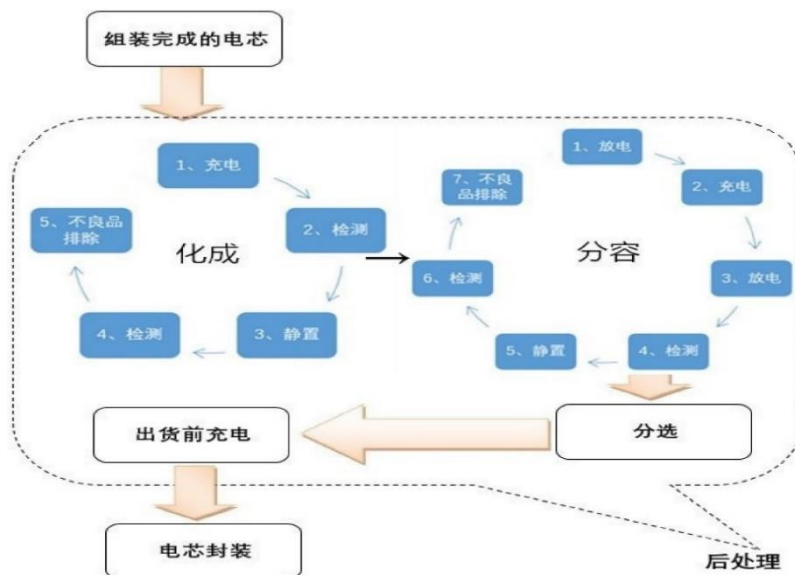 組装完成的电芯
1、充电
2、检测
3、静置
4、检测
5、不良品
排除
化成
→
1、放电
2、充电
3、放电
4、检测
5、静置
6、检测
7、不良
品排除
分容
分选
出货前充电
电芯封装
后处理